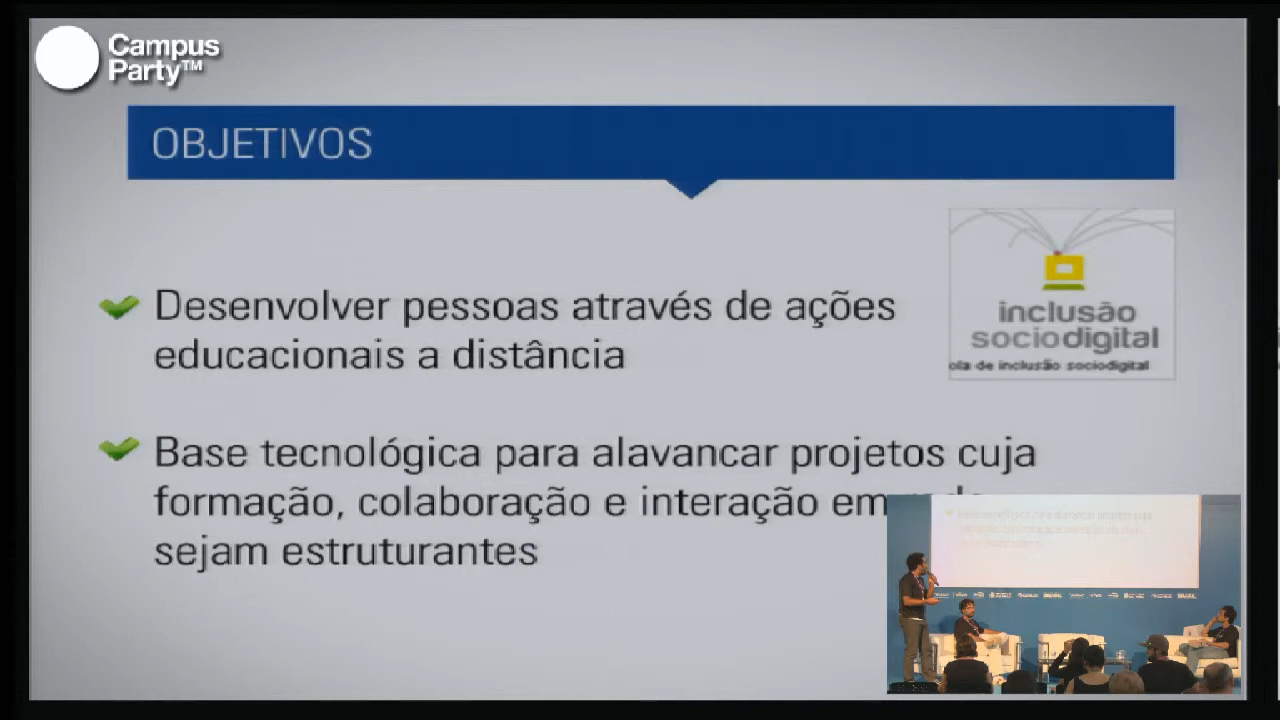 Campus
Party™
OBJETIVOS
Desenvolver pessoas através de ações
educacionais a distância
inclusão
sociodigital
ola de inclusão sociodigital
Base tecnológica para alavancar projetos cuja
formação, colaboração e interação em
sejam estruturantes